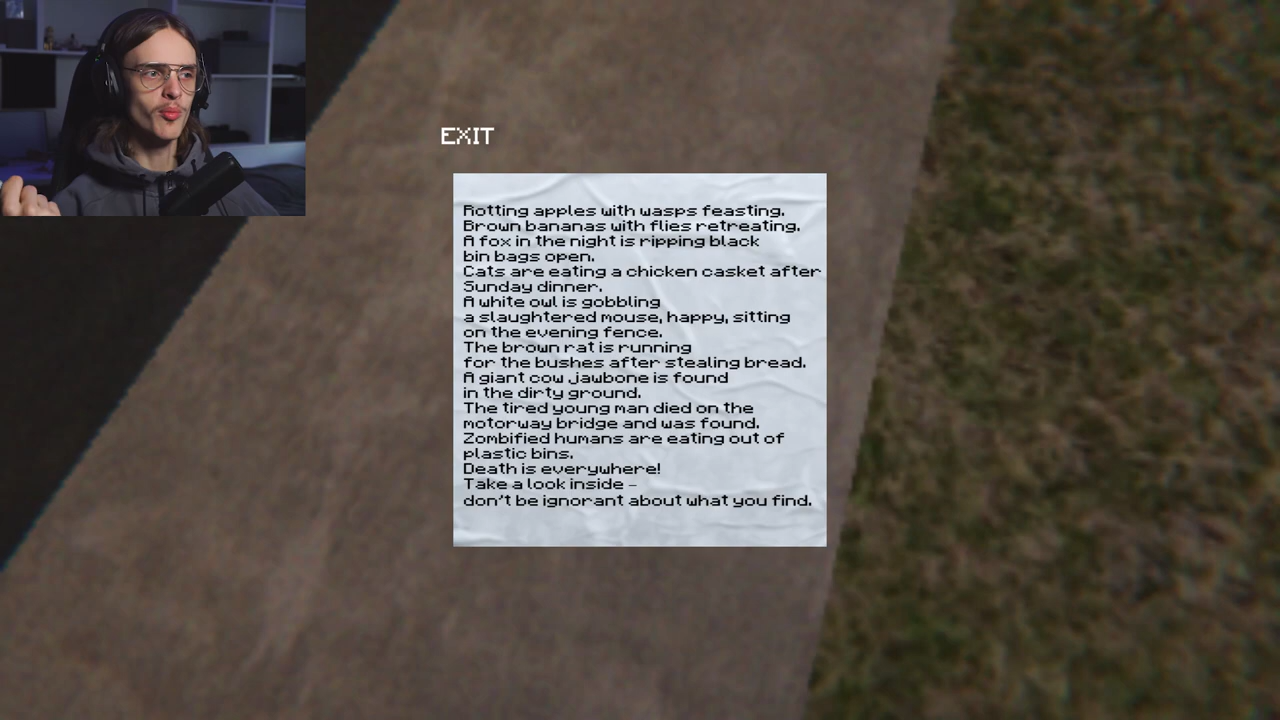 EXIT
Rotting apples with wasps feasting.
Brown bananas with flies retreating.
A fox in the night is ripping black
bin bags open.
Cats are eating a chicken casket after
Sunday dinner.
A white owl is gobbling
a slaughtered mouse, happy, sitting
on the evening fence.
The brown rat is running
for the bushes after stealing bread.
A giant cow jawbone is found
in the dirty ground.
The tired young man died on the
motorway bridge and was found.
Zombified humans are eating out of
plastic bins.
Death is everywhere!
Take a look inside –
don't be ignorant about what you find.